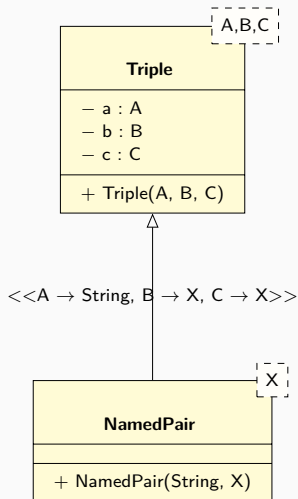 A,B,C
Triple
− a : A
− b : B
− c : C
+ Triple(A, B, C)
<<A → String, B → X, C → X>>
X
NamedPair
+ NamedPair(String, X)